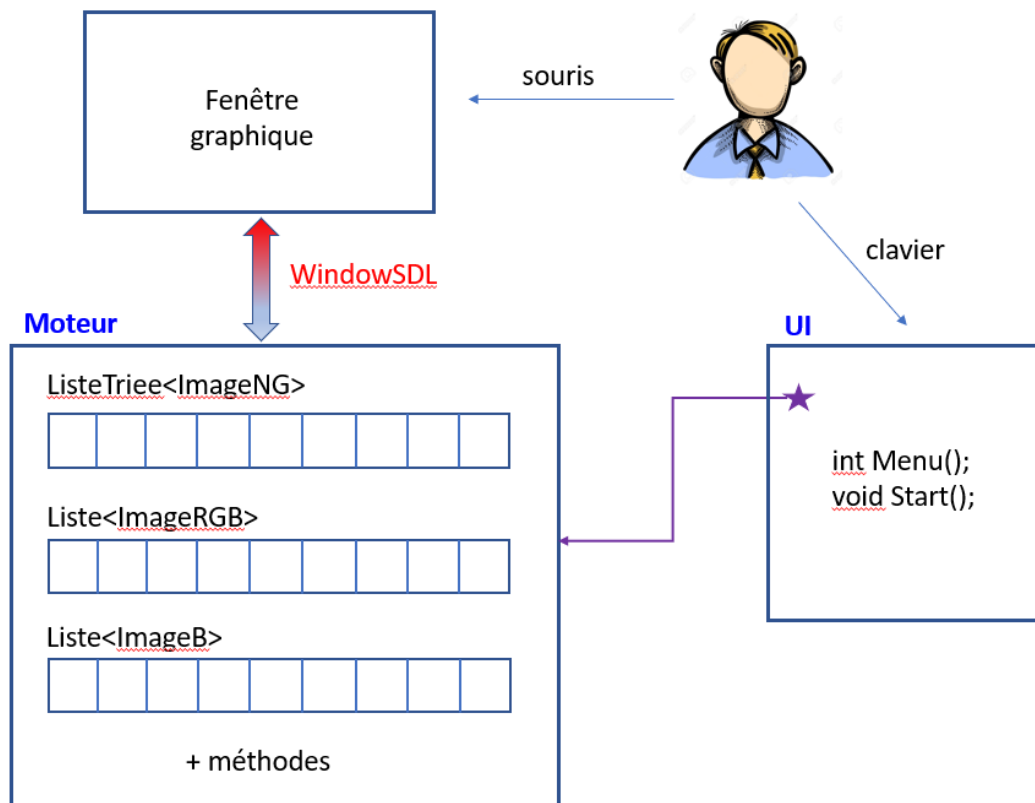 souris
Fenêtre
graphique
clavier
WindowSDL
Moteur
UI
ListeTriee<ImageNG>
int Menu();
void Start();
Liste<ImageRGB>
Liste<ImageB>
+ méthodes